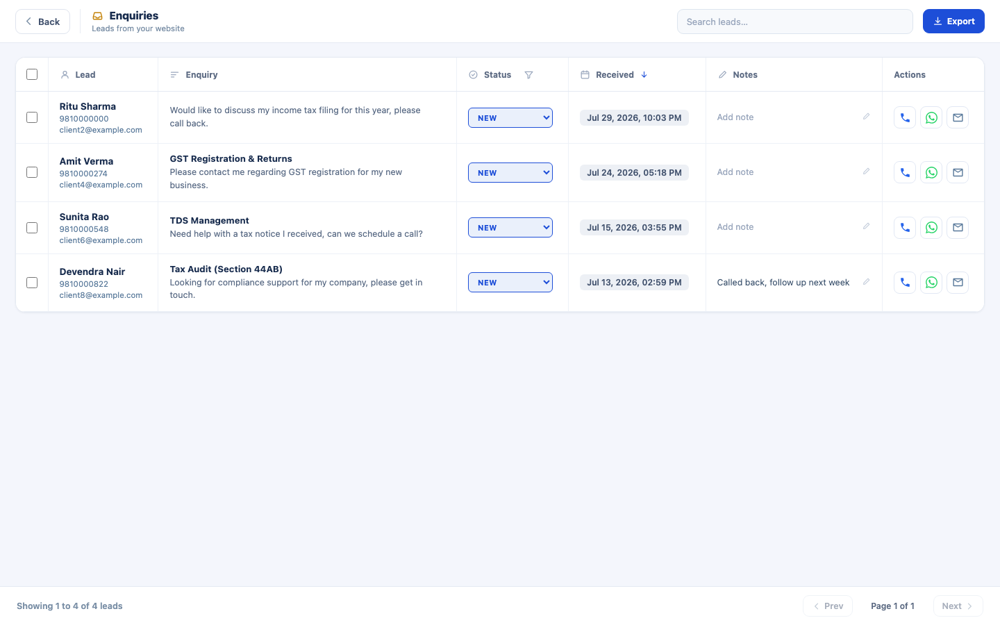 Back
Enquiries
Leads from your website
Search leads...
Export
Lead
Enquiry
Status
Received
Notes
Actions
Ritu Sharma
9810000000
client2@example.com
Would like to discuss my income tax filing for this year, please
call back.
NEW
Jul 29, 2026, 10:03 PM
Add note
Amit Verma
9810000274
client4@example.com
GST Registration & Returns
Please contact me regarding GST registration for my new
business.
NEW
Jul 24, 2026, 05:18 PM
Add note
Sunita Rao
9810000548
client6@example.com
TDS Management
Need help with a tax notice I received, can we schedule a call?
NEW
Jul 15, 2026, 03:55 PM
Add note
Devendra Nair
9810000822
client8@example.com
Tax Audit (Section 44AB)
Looking for compliance support for my company, please get in
touch.
NEW
Jul 13, 2026, 02:59 PM
Called back, follow up next week
Showing 1 to 4 of 4 leads
Prev
Page 1 of 1
Next